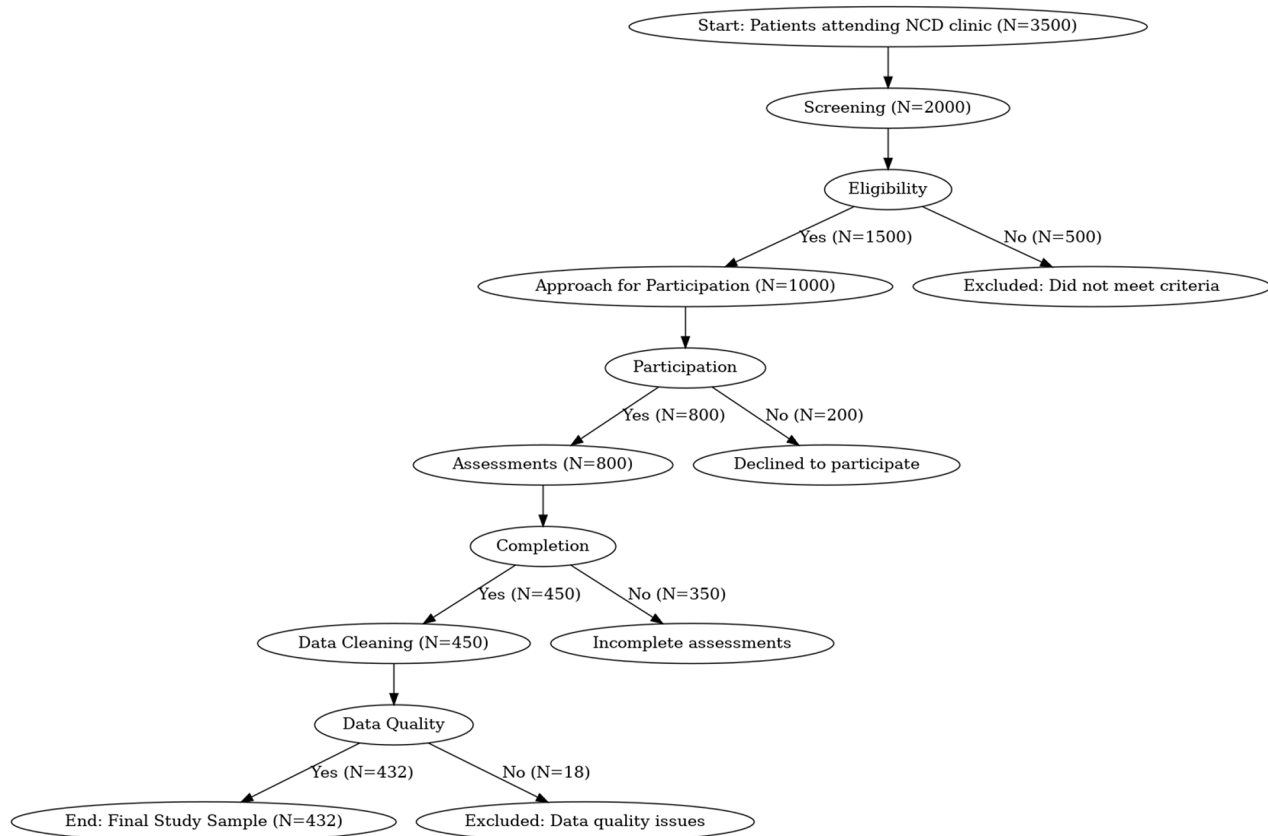 Start: Patients attending NCD clinic (N=3500)
Screening (N=2000)
Eligibility
Yes (N=1500)
No (N=500)
Approach for Participation (N=1000)
Excluded: Did not meet criteria
Participation
Yes (N=800)
No (N=200)
Assessments (N=800)
Declined to participate
Completion
Yes (N=450)
No (N=350)
Data Cleaning (N=450)
Incomplete assessments
Data Quality
Yes (N=432)
No (N=18)
End: Final Study Sample (N=432)
Excluded: Data quality issues